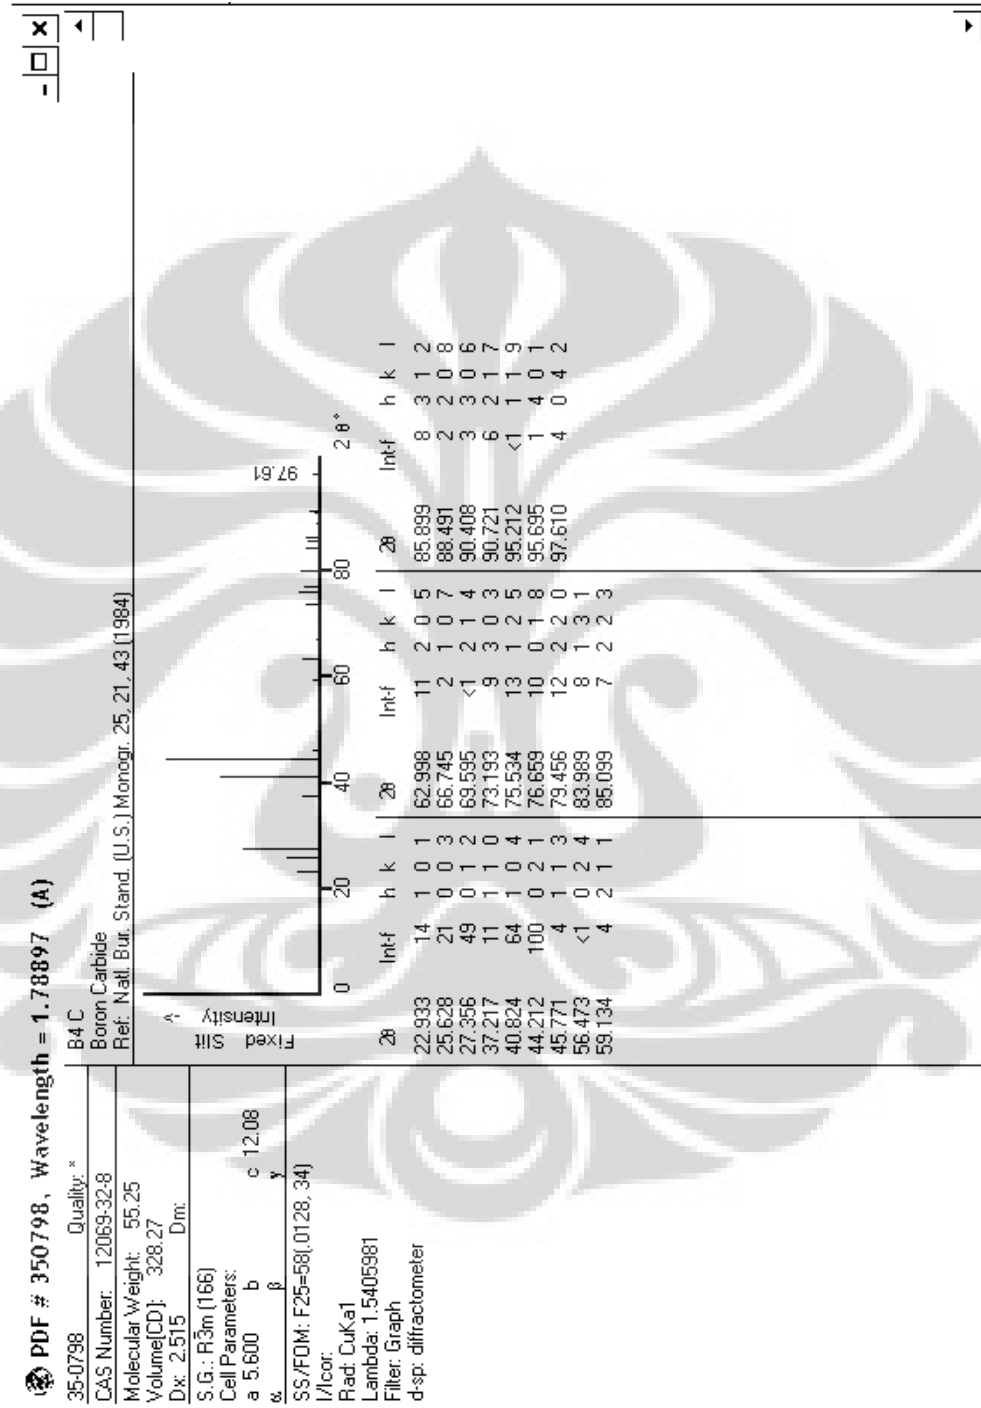 PDF # 350798, Wavelength = 1.78897 (A)
35-0798 Quality: *
CAS Number: 12069-32-8
Molecular Weight: 55.25
Volume[CD]: 328.27
Dx: 2.515 Dm:
S.G.: R3̄m (166)
Cell Parameters:
a 5.600 b c 12.08
α β γ
SS/FOM: F25=58(.0128, 34)
I/Icor:
Rad: CuKa1
Lambda: 1.5405981
Filter: Graph
d-sp: diffractometer
B4 C
Boron Carbide
Ref: Natl. Bur. Stand. (U.S.) Monogr. 25, 21, 43 (1984)
Fixed Slit
Intensity ->
97.61
0 20 40 60 80 2 θ °
2θ Int-f h k l 2θ Int-f h k l 2θ Int-f h k l
22.933 14 1 0 1 62.998 11 2 0 5 85.899 8 3 1 2
25.628 21 0 0 3 66.745 2 1 0 7 88.491 2 2 0 8
27.356 49 0 1 2 69.595 <1 2 1 4 90.408 3 3 0 6
37.217 11 1 1 0 73.193 9 3 0 3 90.721 6 2 1 7
40.824 64 1 0 4 75.534 13 1 2 5 95.212 <1 1 1 9
44.212 100 0 2 1 76.659 10 0 1 8 95.695 1 4 0 1
45.771 4 1 1 3 79.456 12 2 2 0 97.610 4 0 4 2
56.473 <1 0 2 4 83.989 8 1 3 1
59.134 4 2 1 1 85.099 7 2 2 3